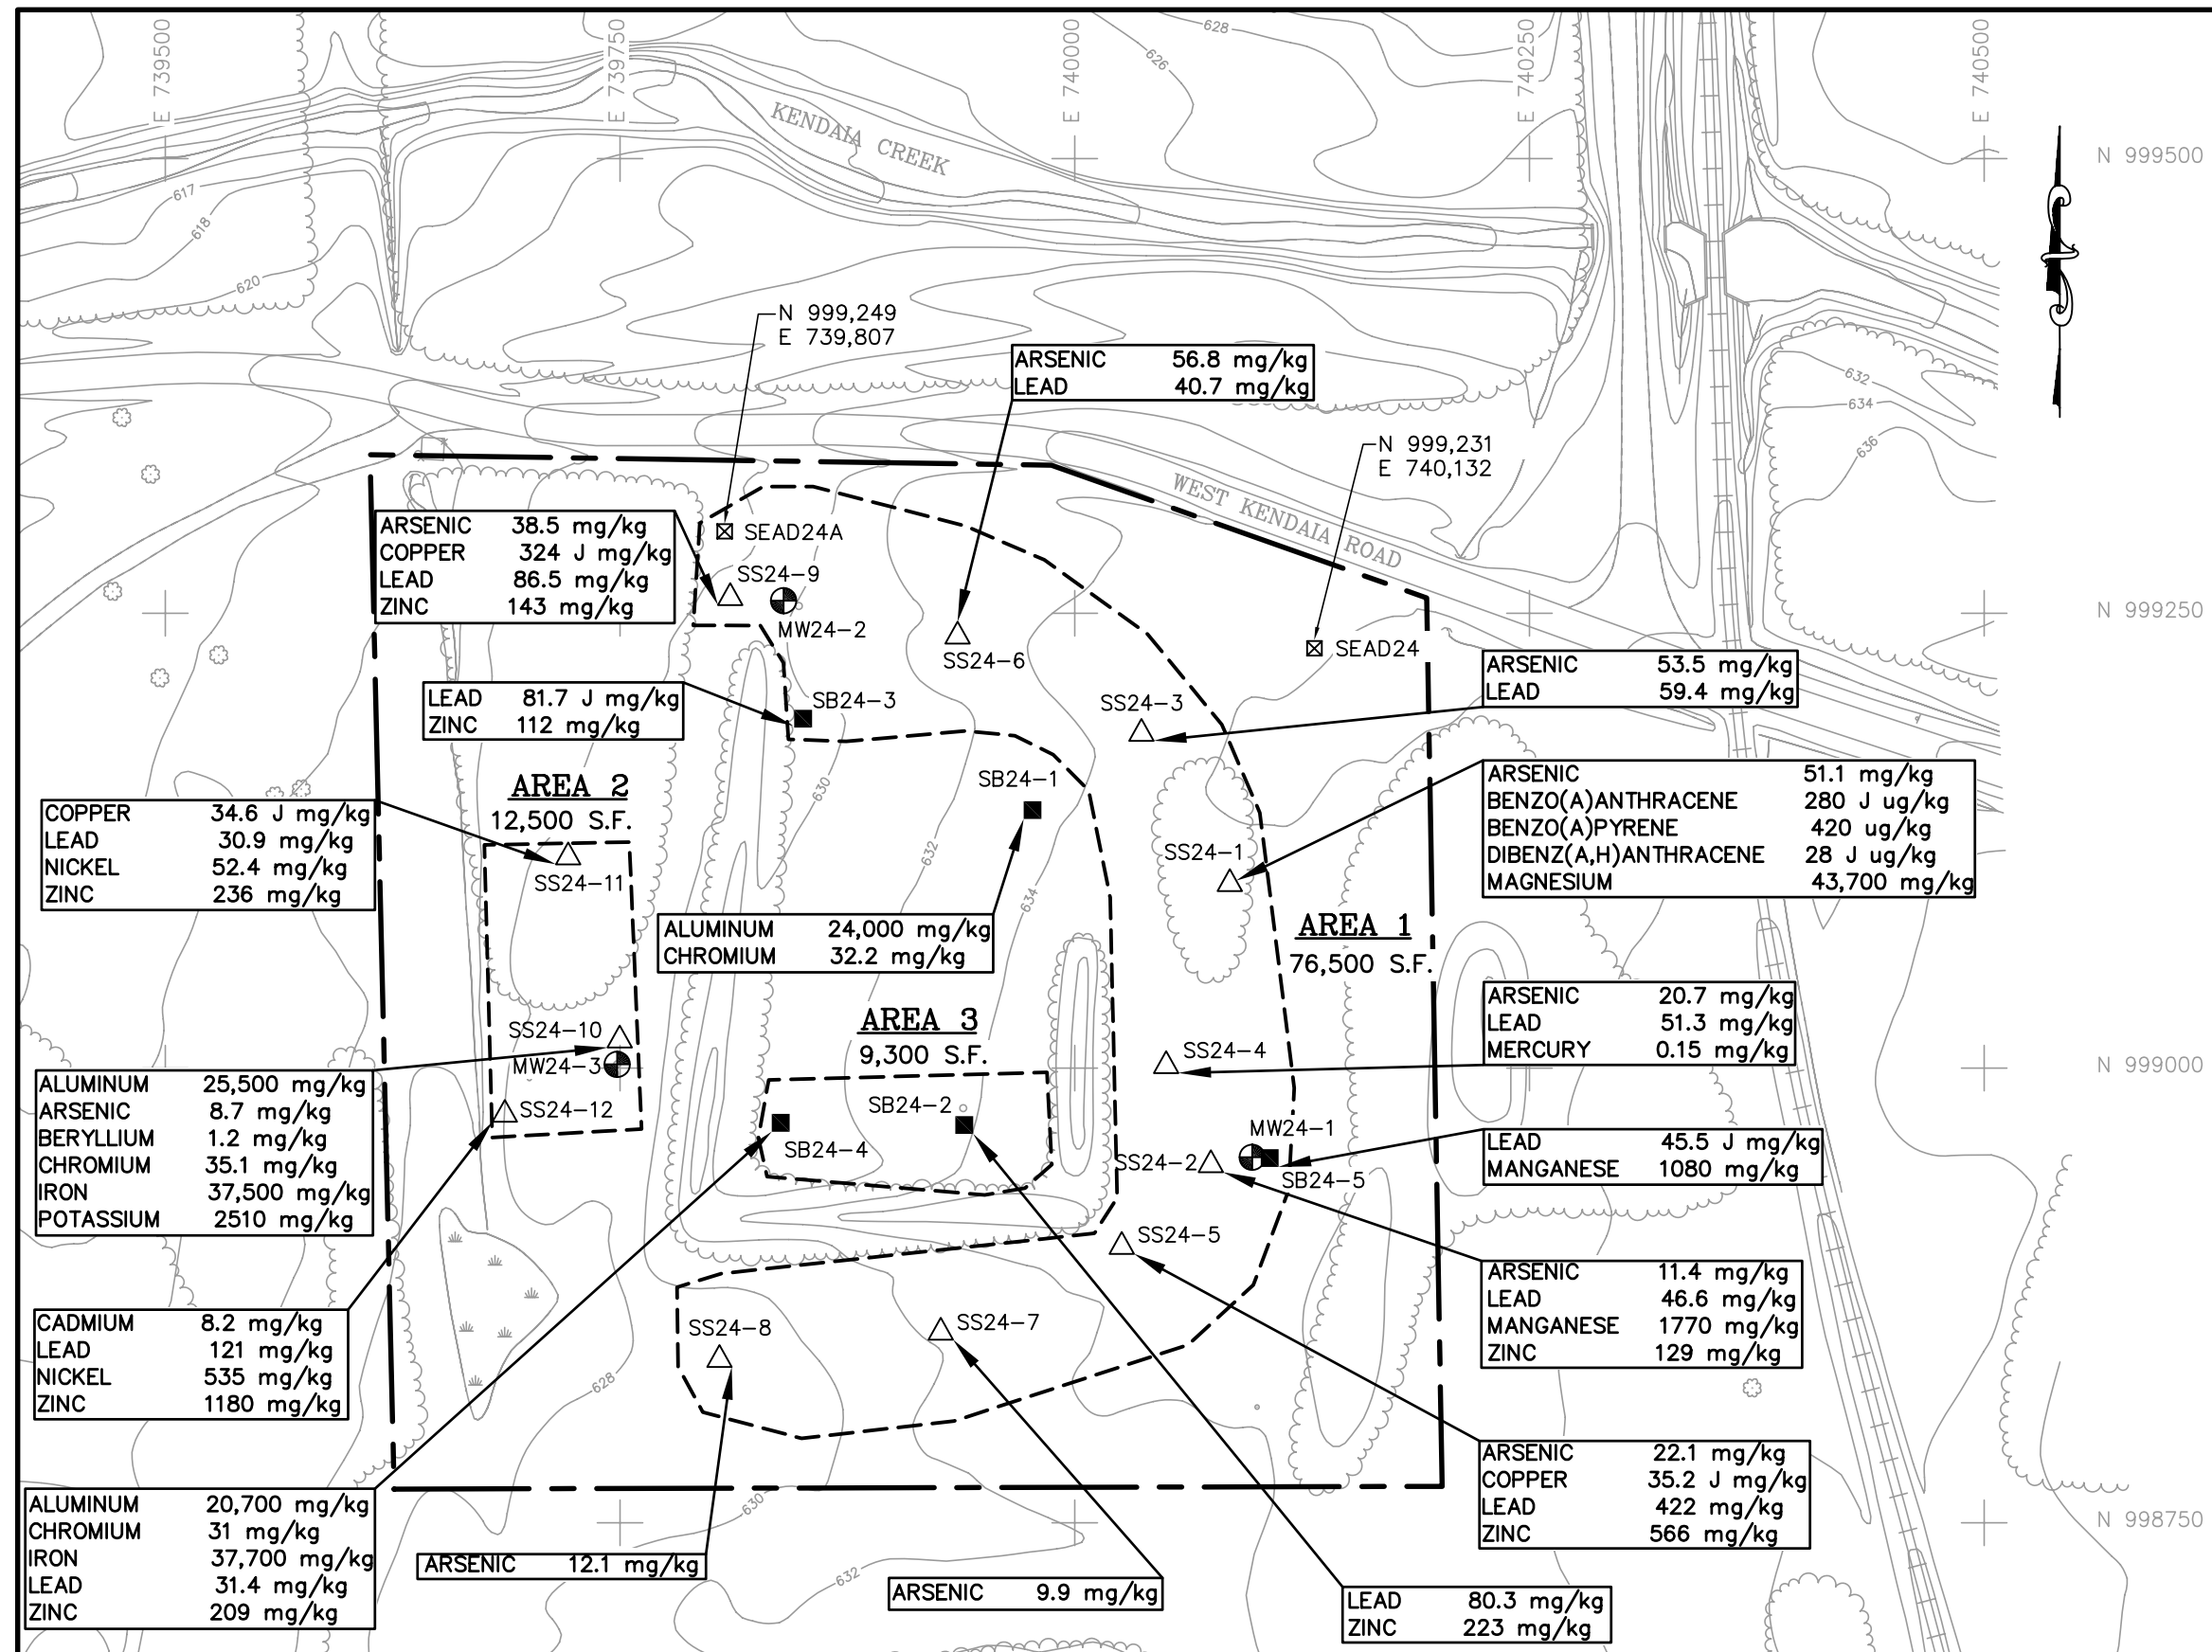 E 739500
E 739750
E 740000
E 740250
E 740500
628
626
KENDAIA CREEK
N 999500
617
618
620
N 999,249
E 739,807
ARSENIC 56.8 mg/kg
LEAD 40.7 mg/kg
632
634
636
N 999,231
E 740,132
WEST KENDAIA ROAD
ARSENIC 38.5 mg/kg
COPPER 324 J mg/kg
LEAD 86.5 mg/kg
ZINC 143 mg/kg
SEAD24A
SS24-9
MW24-2
SS24-6
SEAD24
N 999250
ARSENIC 53.5 mg/kg
LEAD 59.4 mg/kg
LEAD 81.7 J mg/kg
ZINC 112 mg/kg
SB24-3
SS24-3
AREA 2
12,500 S.F.
630
SB24-1
COPPER 34.6 J mg/kg
LEAD 30.9 mg/kg
NICKEL 52.4 mg/kg
ZINC 236 mg/kg
SS24-11
632
634
SS24-1
ARSENIC 51.1 mg/kg
BENZO(A)ANTHRACENE 280 J ug/kg
BENZO(A)PYRENE 420 ug/kg
DIBENZ(A,H)ANTHRACENE 28 J ug/kg
MAGNESIUM 43,700 mg/kg
ALUMINUM 24,000 mg/kg
CHROMIUM 32.2 mg/kg
AREA 1
76,500 S.F.
ARSENIC 20.7 mg/kg
LEAD 51.3 mg/kg
MERCURY 0.15 mg/kg
AREA 3
9,300 S.F.
SS24-10
MW24-3
SS24-4
N 999000
ALUMINUM 25,500 mg/kg
ARSENIC 8.7 mg/kg
BERYLLIUM 1.2 mg/kg
CHROMIUM 35.1 mg/kg
IRON 37,500 mg/kg
POTASSIUM 2510 mg/kg
SS24-12
SB24-2
SB24-4
MW24-1
SS24-2
SB24-5
LEAD 45.5 J mg/kg
MANGANESE 1080 mg/kg
SS24-5
ARSENIC 11.4 mg/kg
LEAD 46.6 mg/kg
MANGANESE 1770 mg/kg
ZINC 129 mg/kg
CADMIUM 8.2 mg/kg
LEAD 121 mg/kg
NICKEL 535 mg/kg
ZINC 1180 mg/kg
SS24-8
SS24-7
628
ARSENIC 22.1 mg/kg
COPPER 35.2 J mg/kg
LEAD 422 mg/kg
ZINC 566 mg/kg
N 998750
ALUMINUM 20,700 mg/kg
CHROMIUM 31 mg/kg
IRON 37,700 mg/kg
LEAD 31.4 mg/kg
ZINC 209 mg/kg
630
ARSENIC 12.1 mg/kg
632
ARSENIC 9.9 mg/kg
LEAD 80.3 mg/kg
ZINC 223 mg/kg